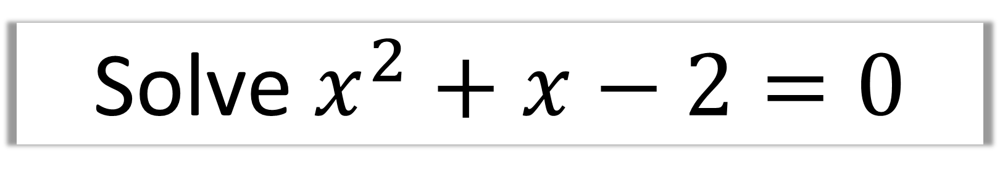 Solve x² + x − 2 = 0